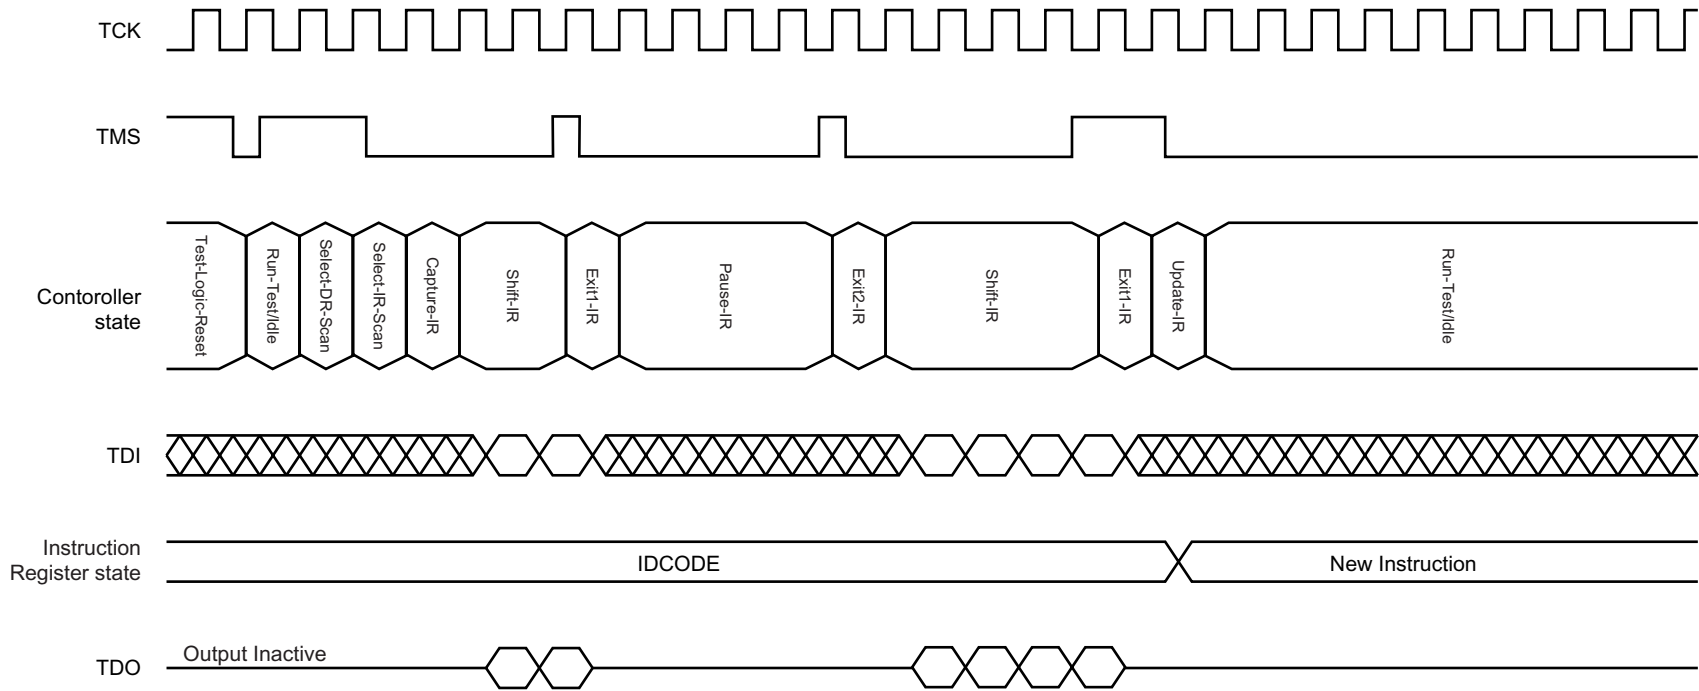 TCK
TMS
Contoroller
state
Test-Logic-Reset
Run-Test/Idle
Select-DR-Scan
Select-IR-Scan
Capture-IR
Shift-IR
Exit1-IR
Pause-IR
Exit2-IR
Shift-IR
Exit1-IR
Update-IR
Run-Test/Idle
TDI
Instruction
Register state
IDCODE
New Instruction
TDO
Output Inactive